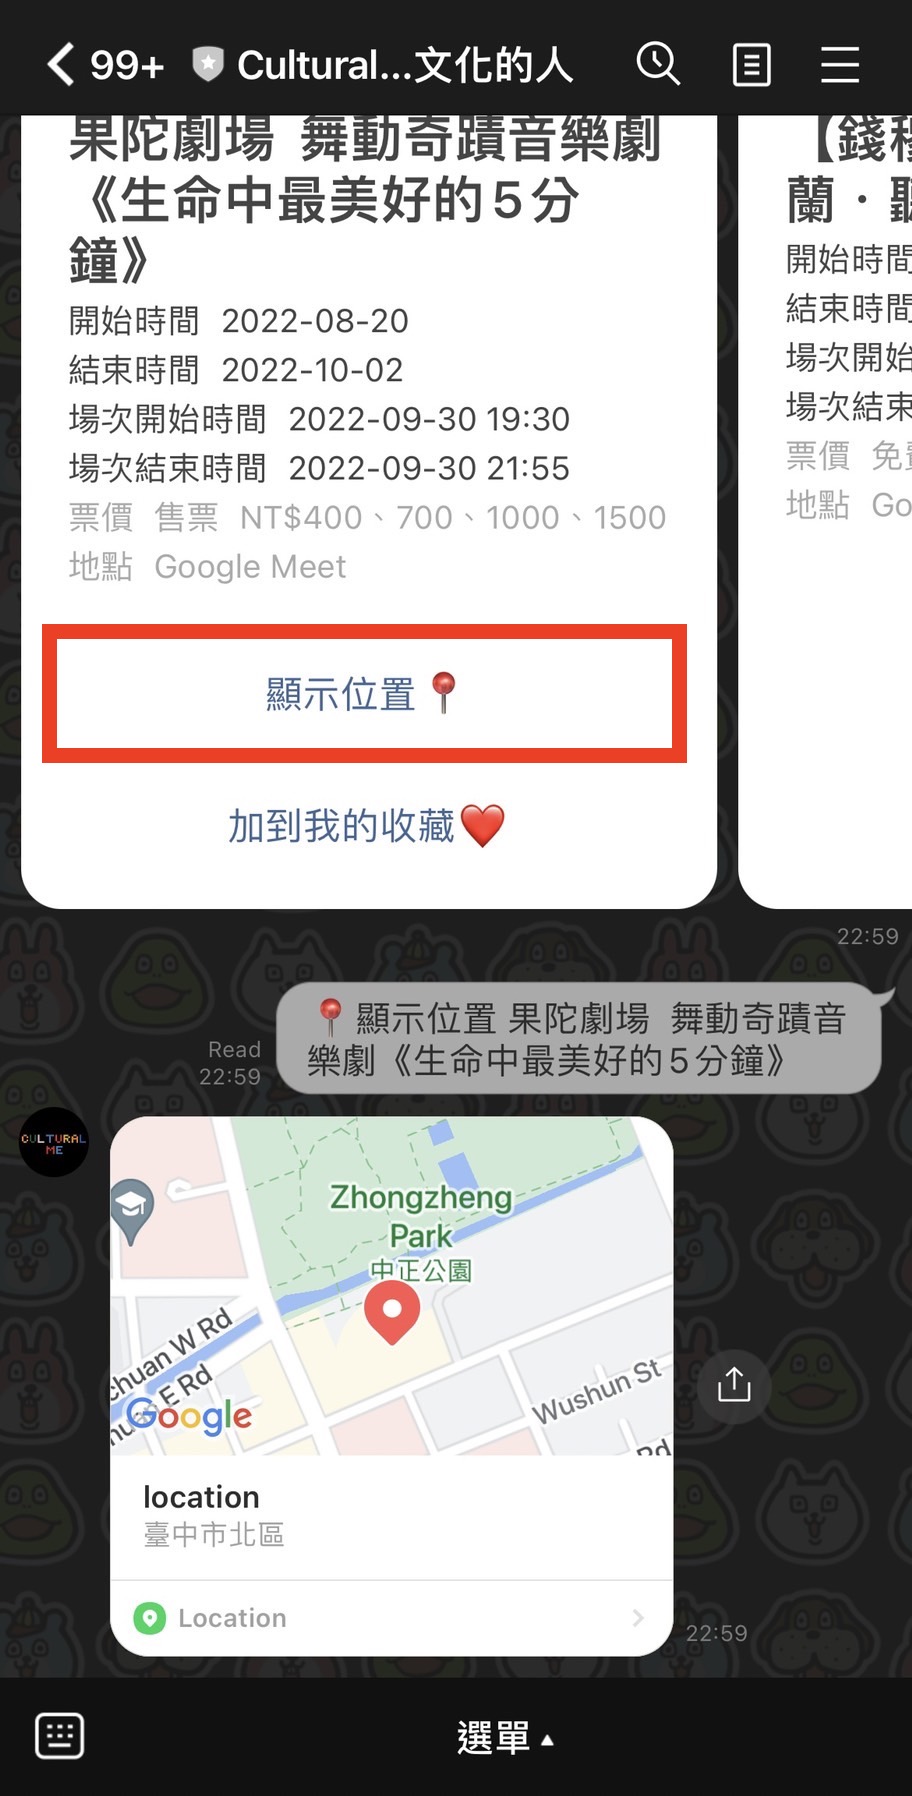 99+ Cultural...文化的人
果陀劇場 舞動奇蹟音樂劇
《生命中最美好的5分
鐘》
開始時間 2022-08-20
結束時間 2022-10-02
場次開始時間 2022-09-30 19:30
場次結束時間 2022-09-30 21:55
票價 售票 NT$400、700、1000、1500
地點 Google Meet
顯示位置📍
加到我的收藏❤️
【錢
蘭・
開始時間
結束時間
場次開始
場次結束
票價 免
地點 Go
22:59
📍顯示位置 果陀劇場 舞動奇蹟音
樂劇《生命中最美好的5分鐘》
Read
22:59
CULTURAL
ME
Zhongzheng
Park
中正公園
chuan W Rd
E Rd
Wushun St
Rd
Google
location
臺中市北區
Location
22:59
選單▲